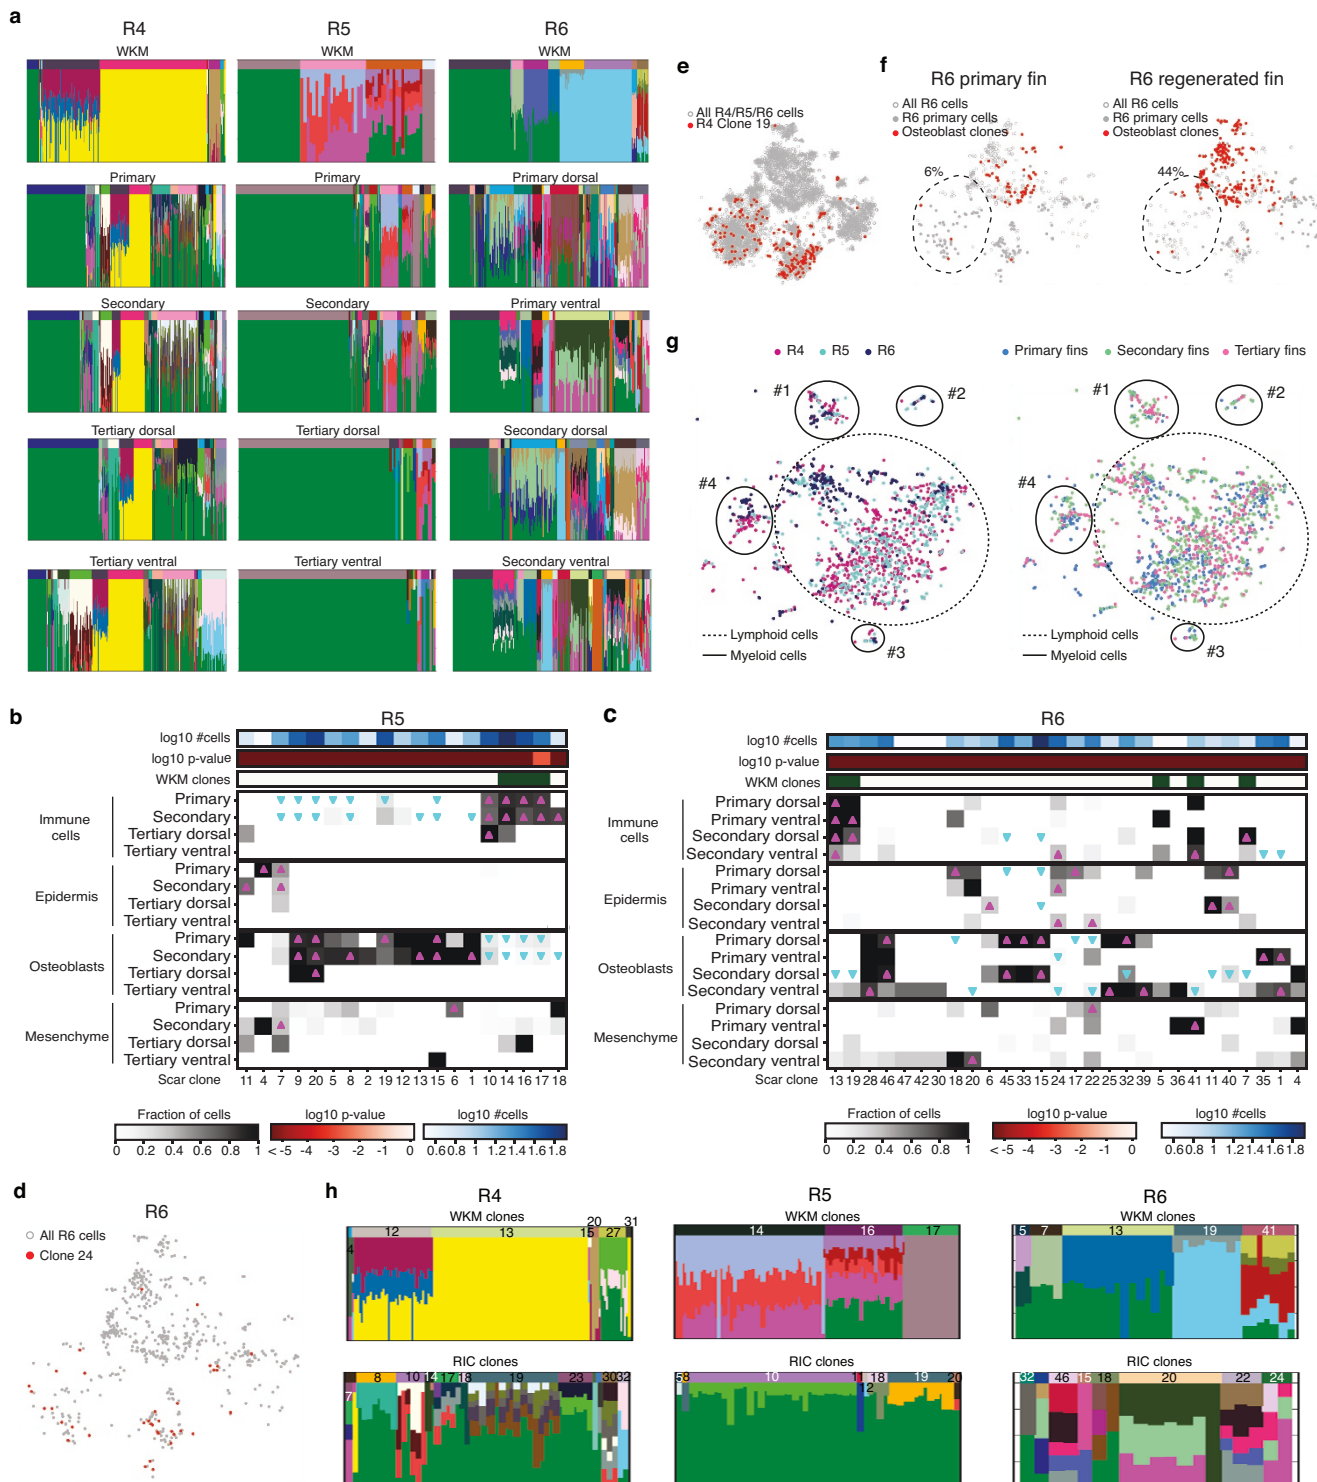 a
R4 R5 R6
WKM WKM WKM
Primary Primary Primary dorsal
Secondary Secondary Primary ventral
Tertiary dorsal Tertiary dorsal Secondary dorsal
Tertiary ventral Tertiary ventral Secondary ventral
e
All R4/R5/R6 cells
R4 Clone 19
f
R6 primary fin
All R6 cells
R6 primary cells
Osteoblast clones
6%
R6 regenerated fin
All R6 cells
R6 primary cells
Osteoblast clones
44%
g
R4 R5 R6
#1
#2
#4
#3
Lymphoid cells
Myeloid cells
Primary fins Secondary fins Tertiary fins
#1
#2
#4
#3
Lymphoid cells
Myeloid cells
b
R5
log10 #cells
log10 p-value
WKM clones
Immune cells
Primary
Secondary
Tertiary dorsal
Tertiary ventral
Epidermis
Primary
Secondary
Tertiary dorsal
Tertiary ventral
Osteoblasts
Primary
Secondary
Tertiary dorsal
Tertiary ventral
Mesenchyme
Primary
Secondary
Tertiary dorsal
Tertiary ventral
Scar clone 11 4 7 9 20 5 8 2 19 12 13 15 6 1 10 14 16 17 18
Fraction of cells
0 0.2 0.4 0.6 0.8 1
log10 p-value
< -5 -4 -3 -2 -1 0
log10 #cells
0.6 0.8 1 1.2 1.4 1.6 1.8
c
R6
log10 #cells
log10 p-value
WKM clones
Immune cells
Primary dorsal
Primary ventral
Secondary dorsal
Secondary ventral
Epidermis
Primary dorsal
Primary ventral
Secondary dorsal
Secondary ventral
Osteoblasts
Primary dorsal
Primary ventral
Secondary dorsal
Secondary ventral
Mesenchyme
Primary dorsal
Primary ventral
Secondary dorsal
Secondary ventral
Scar clone 13 19 28 46 47 42 30 18 20 6 45 33 15 24 17 22 25 32 39 5 36 41 11 40 7 35 1 4
Fraction of cells
0 0.2 0.4 0.6 0.8 1
log10 p-value
< -5 -4 -3 -2 -1 0
log10 #cells
0.6 0.8 1 1.2 1.4 1.6 1.8
d
R6
All R6 cells
Clone 24
h
R4
WKM clones
4 12 13 15 20 27 31
RIC clones
7 8 10 14 17 18 19 23 30 32
R5
WKM clones
14 16 17
RIC clones
5 8 10 11 12 18 19 20
R6
WKM clones
5 7 13 19 41
RIC clones
32 46 15 18 20 22 24